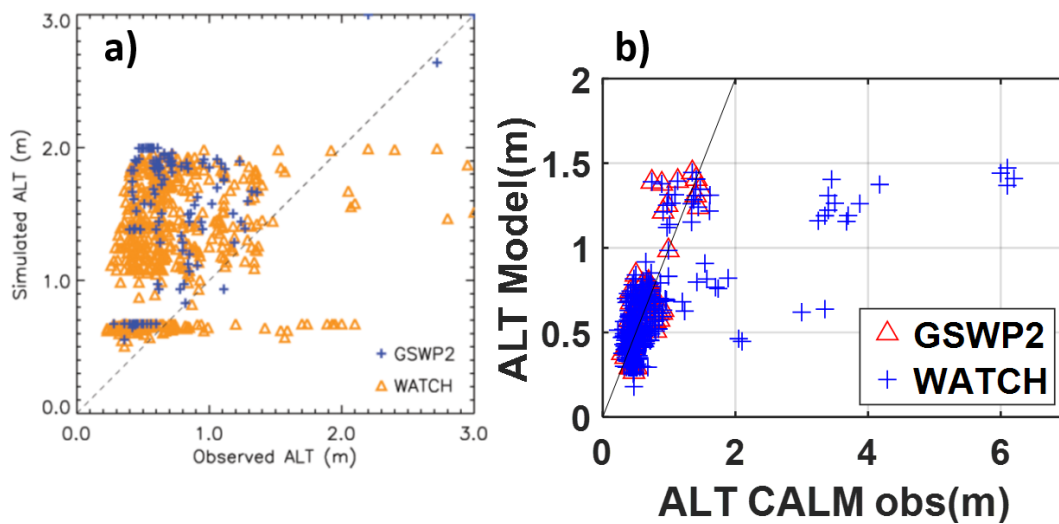 a)
3.0
2.0
1.0
0.0
Simulated ALT (m)
GSWP2
WATCH
0.0
1.0
2.0
3.0
Observed ALT (m)
b)
2
1.5
1
0.5
0
ALT Model(m)
GSWP2
WATCH
0
2
4
6
ALT CALM obs(m)